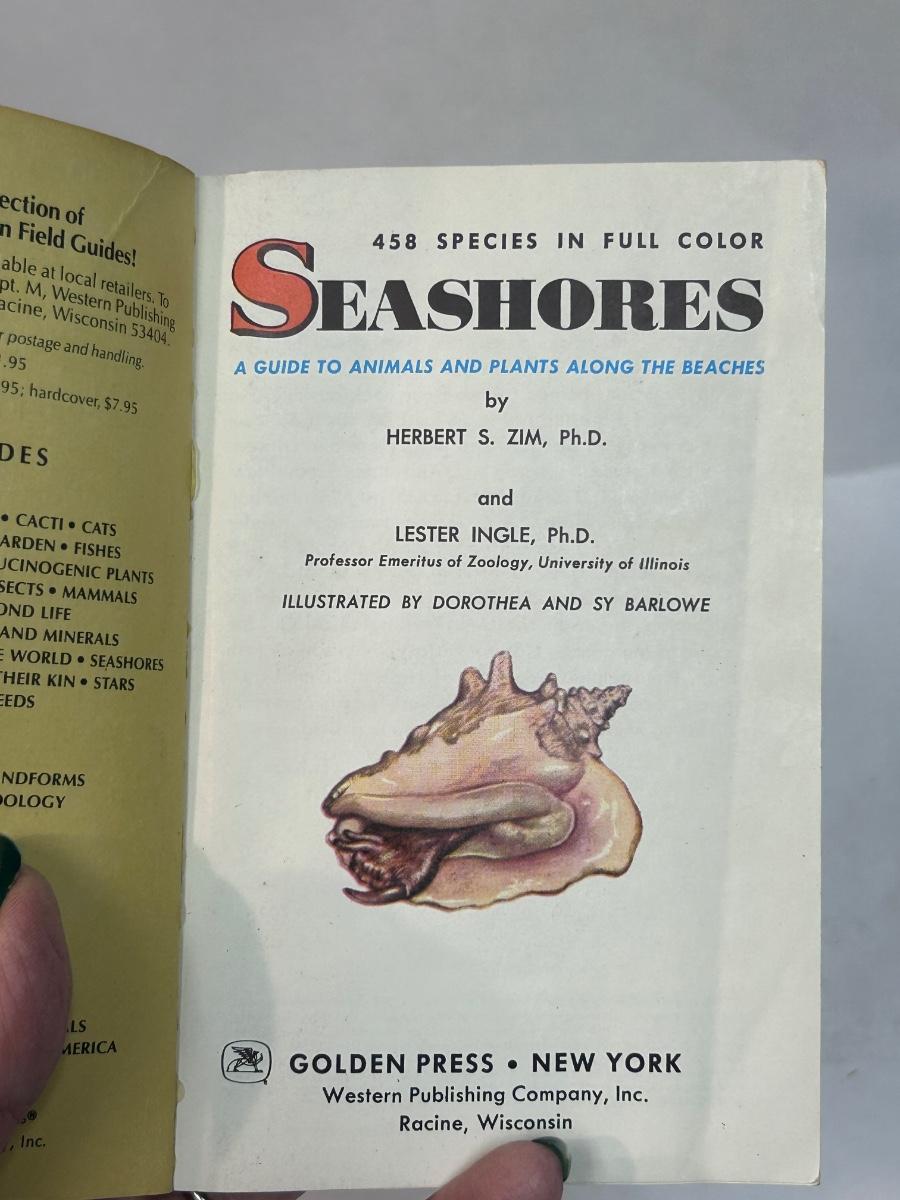 ection of
n Field Guides!
able at local retailers. To
pt. M, Western Publishing
acine, Wisconsin 53404.
r postage and handling.
.95
95; hardcover, $7.95
DES
• CACTI • CATS
ARDEN • FISHES
UCINOGENIC PLANTS
SECTS • MAMMALS
OND LIFE
AND MINERALS
E WORLD • SEASHORES
THEIR KIN • STARS
EEDS
NDFORMS
OOLOGY
ALS
MERICA
, Inc.
458 SPECIES IN FULL COLOR
SEASHORES
A GUIDE TO ANIMALS AND PLANTS ALONG THE BEACHES
by
HERBERT S. ZIM, Ph.D.
and
LESTER INGLE, Ph.D.
Professor Emeritus of Zoology, University of Illinois
ILLUSTRATED BY DOROTHEA AND SY BARLOWE
GOLDEN PRESS • NEW YORK
Western Publishing Company, Inc.
Racine, Wisconsin